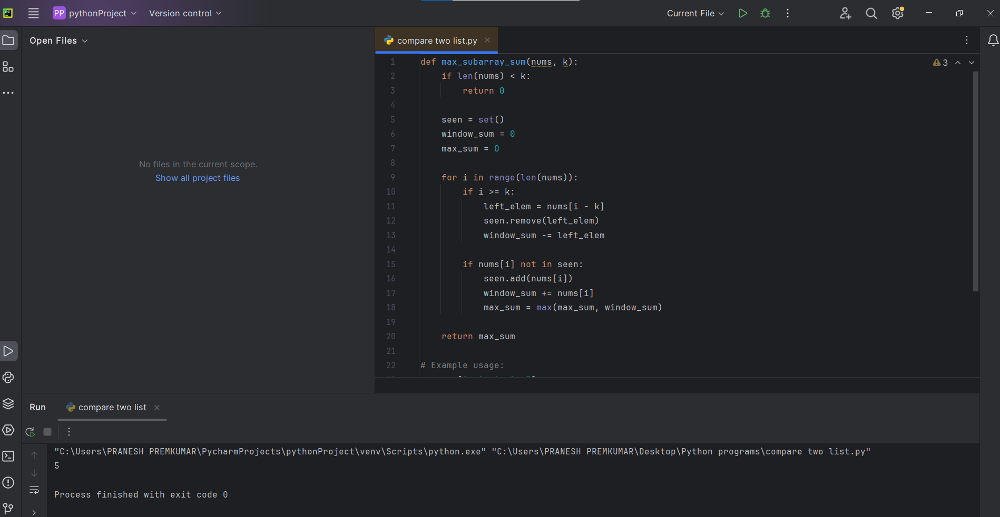 PC
PP pythonProject Version control Current File
Open Files
compare two list.py
No files in the current scope.
Show all project files
1 def max_subarray_sum(nums, k):
3
2     if len(nums) < k:
3         return 0
4
5     seen = set()
6     window_sum = 0
7     max_sum = 0
8
9     for i in range(len(nums)):
10         if i >= k:
11             left_elem = nums[i - k]
12             seen.remove(left_elem)
13             window_sum -= left_elem
14
15         if nums[i] not in seen:
16             seen.add(nums[i])
17             window_sum += nums[i]
18             max_sum = max(max_sum, window_sum)
19
20     return max_sum
21
22 # Example usage:
Run compare two list
"C:\Users\PRANESH PREMKUMAR\PycharmProjects\pythonProject\venv\Scripts\python.exe" "C:\Users\PRANESH PREMKUMAR\Desktop\Python programs\compare two list.py"
5
Process finished with exit code 0